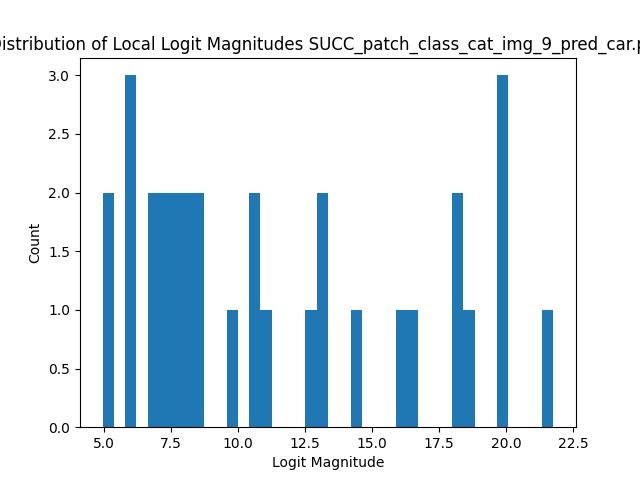 Distribution of Local Logit Magnitudes SUCC_patch_class_cat_img_9_pred_car.p
3.0
2.5
2.0
1.5
1.0
0.5
0.0
Count
5.0 7.5 10.0 12.5 15.0 17.5 20.0 22.5
Logit Magnitude